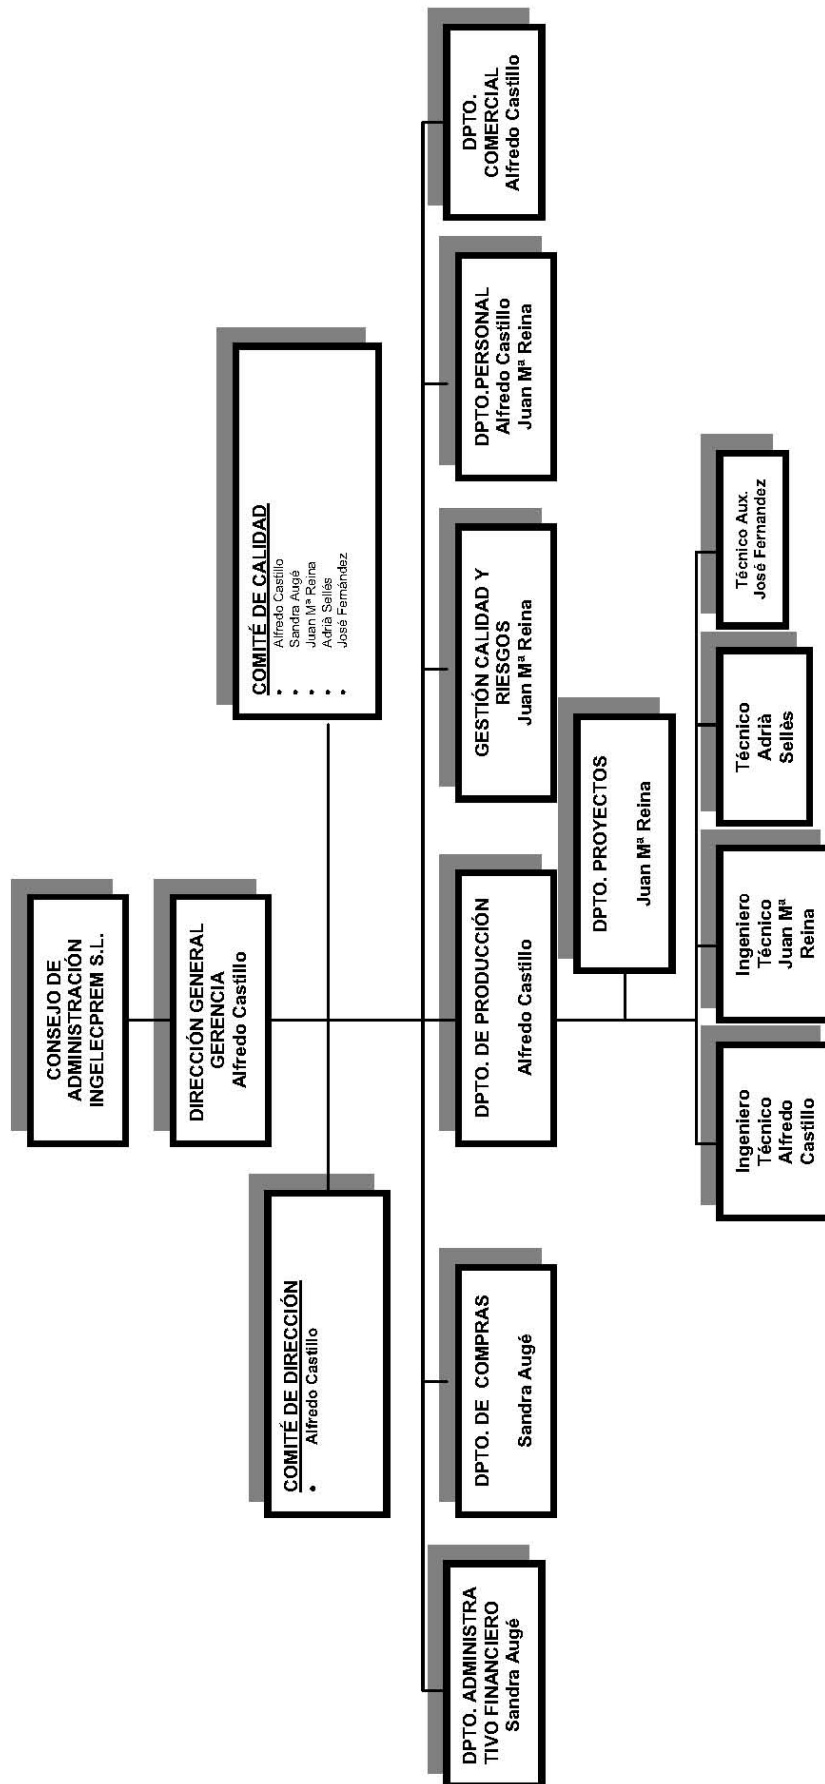 CONSEJO DE
ADMINISTRACIÓN
INGELECPREM S.L.
DIRECCIÓN GENERAL
GERENCIA
Alfredo Castillo
COMITÉ DE DIRECCIÓN
• Alfredo Castillo
COMITÉ DE CALIDAD
• Alfredo Castillo
• Sandra Augé
• Juan Mª Reina
• Adrià Sellès
• José Fernández
DPTO. ADMINISTRA
TIVO FINANCIERO
Sandra Augé
DPTO. DE COMPRAS
Sandra Augé
DPTO. DE PRODUCCIÓN
Alfredo Castillo
GESTIÓN CALIDAD Y
RIESGOS
Juan Mª Reina
DPTO.PERSONAL
Alfredo Castillo
Juan Mª Reina
DPTO.
COMERCIAL
Alfredo Castillo
DPTO. PROYECTOS
Juan Mª Reina
Ingeniero
Técnico
Alfredo
Castillo
Ingeniero
Técnico
Juan Mª
Reina
Técnico
Adrià
Sellès
Técnico Aux.
José Fernandez